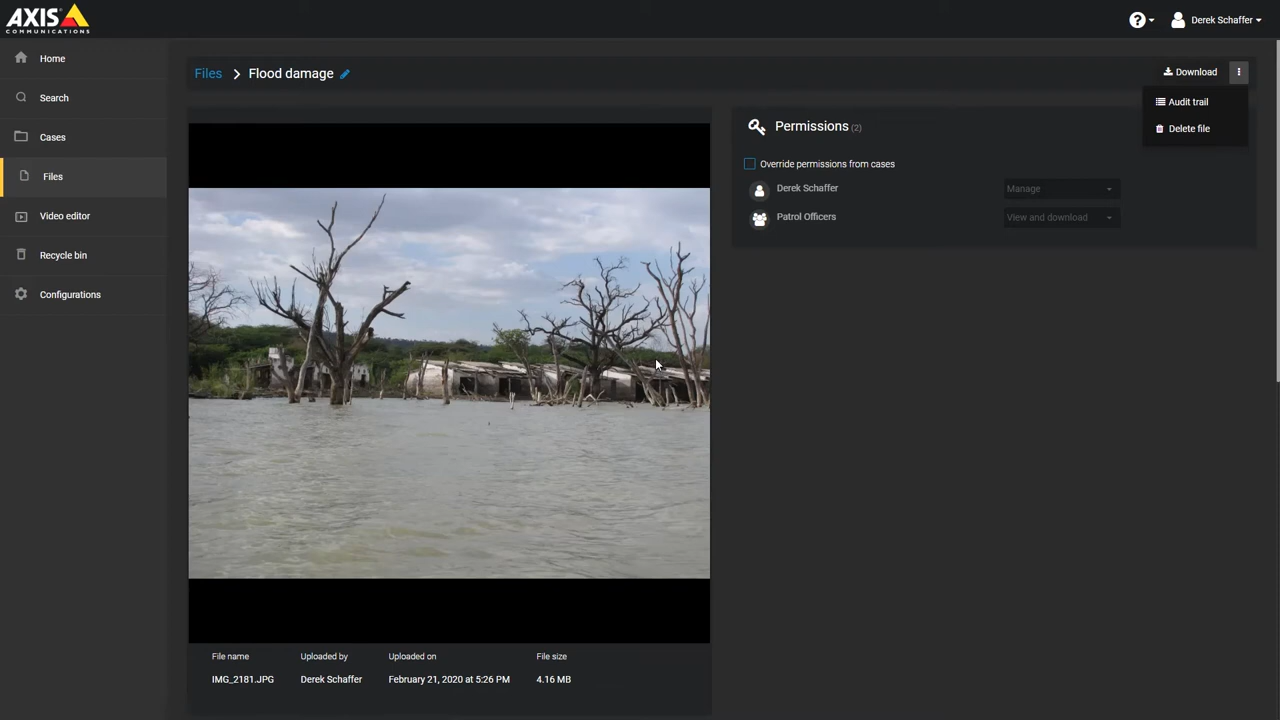 AXIS
COMMUNICATIONS
Derek Schaffer
Home
Search
Cases
Files
Video editor
Recycle bin
Configurations
Files > Flood damage
Download
Audit trail
Delete file
Permissions (2)
Override permissions from cases
Derek Schaffer Manage
Patrol Officers View and download
File name Uploaded by Uploaded on File size
IMG_2181.JPG Derek Schaffer February 21, 2020 at 5:26 PM 4.16 MB